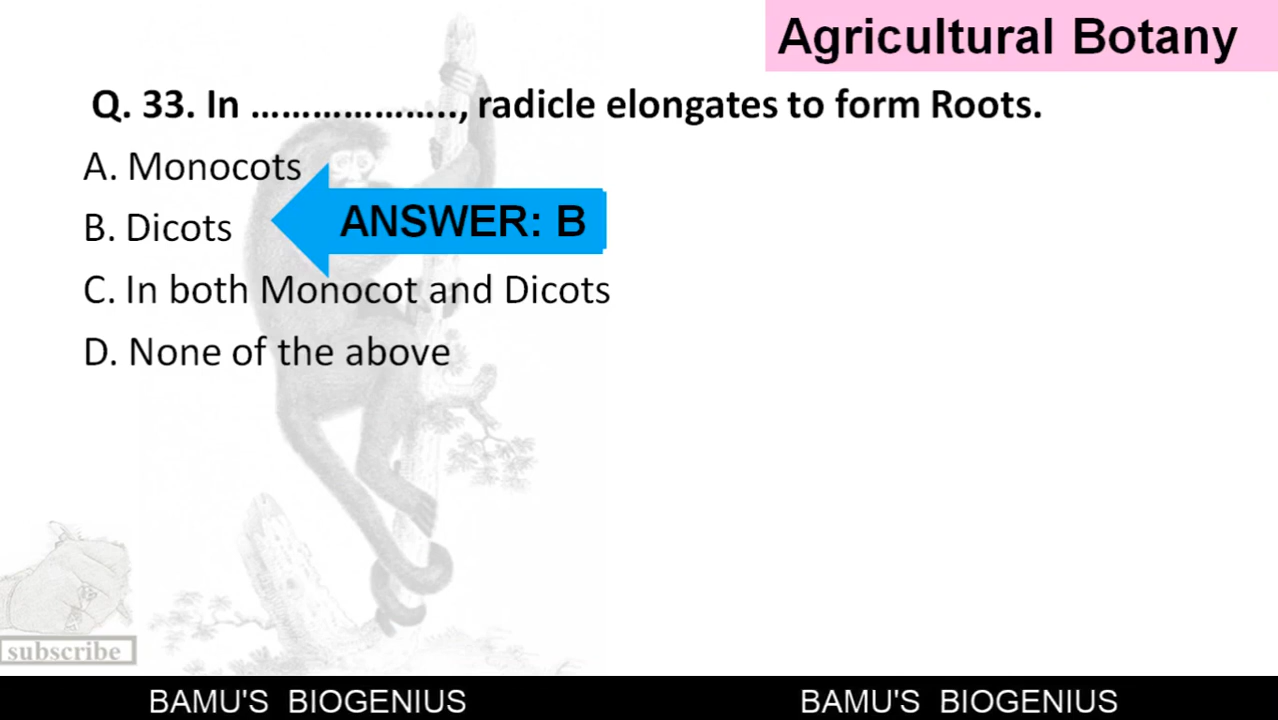 Agricultural Botany
Q. 33. In ………………..., radicle elongates to form Roots.
A. Monocots
B. Dicots
ANSWER: B
C. In both Monocot and Dicots
D. None of the above
subscribe
BAMU'S BIOGENIUS BAMU'S BIOGENIUS